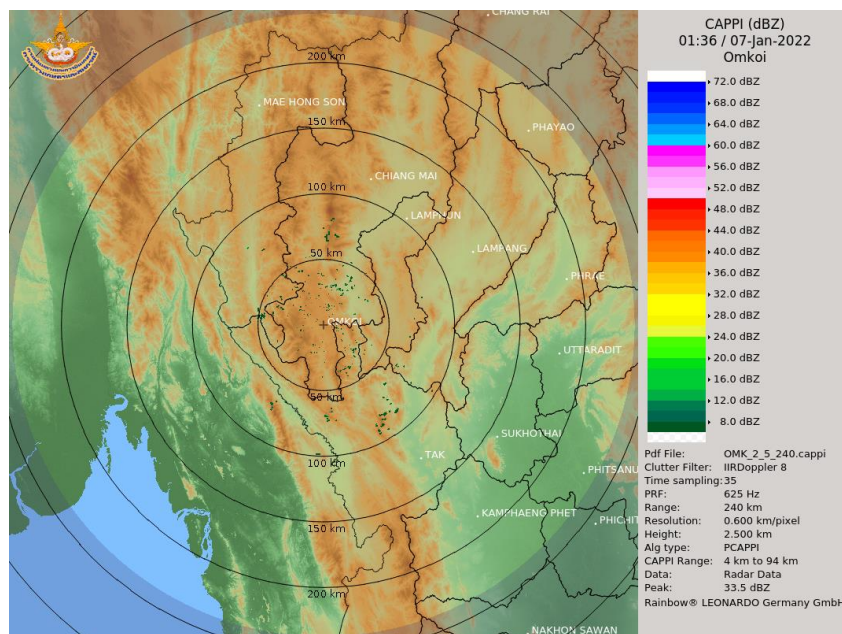 CHANG RAI
200 km
MAE HONG SON
150 km
PHAYAO
CHIANG MAI
100 km
LAMPHUN
LAMPANG
50 km
PHRAE
OMKOI
UTTARADIT
50 km
SUKHOTHAI
TAK
100 km
PHITSANU
KAMPHAENG PHET
PHICHIT
150 km
200 km
NAKHON SAWAN
CAPPI (dBZ)
01:36 / 07-Jan-2022
Omkoi
72.0 dBZ
68.0 dBZ
64.0 dBZ
60.0 dBZ
56.0 dBZ
52.0 dBZ
48.0 dBZ
44.0 dBZ
40.0 dBZ
36.0 dBZ
32.0 dBZ
28.0 dBZ
24.0 dBZ
20.0 dBZ
16.0 dBZ
12.0 dBZ
8.0 dBZ
Pdf File: OMK_2_5_240.cappi
Clutter Filter: IIRDoppler 8
Time sampling:35
PRF: 625 Hz
Range: 240 km
Resolution: 0.600 km/pixel
Height: 2.500 km
Alg type: PCAPPI
CAPPI Range: 4 km to 94 km
Data: Radar Data
Peak: 33.5 dBZ
Rainbow® LEONARDO Germany GmbH